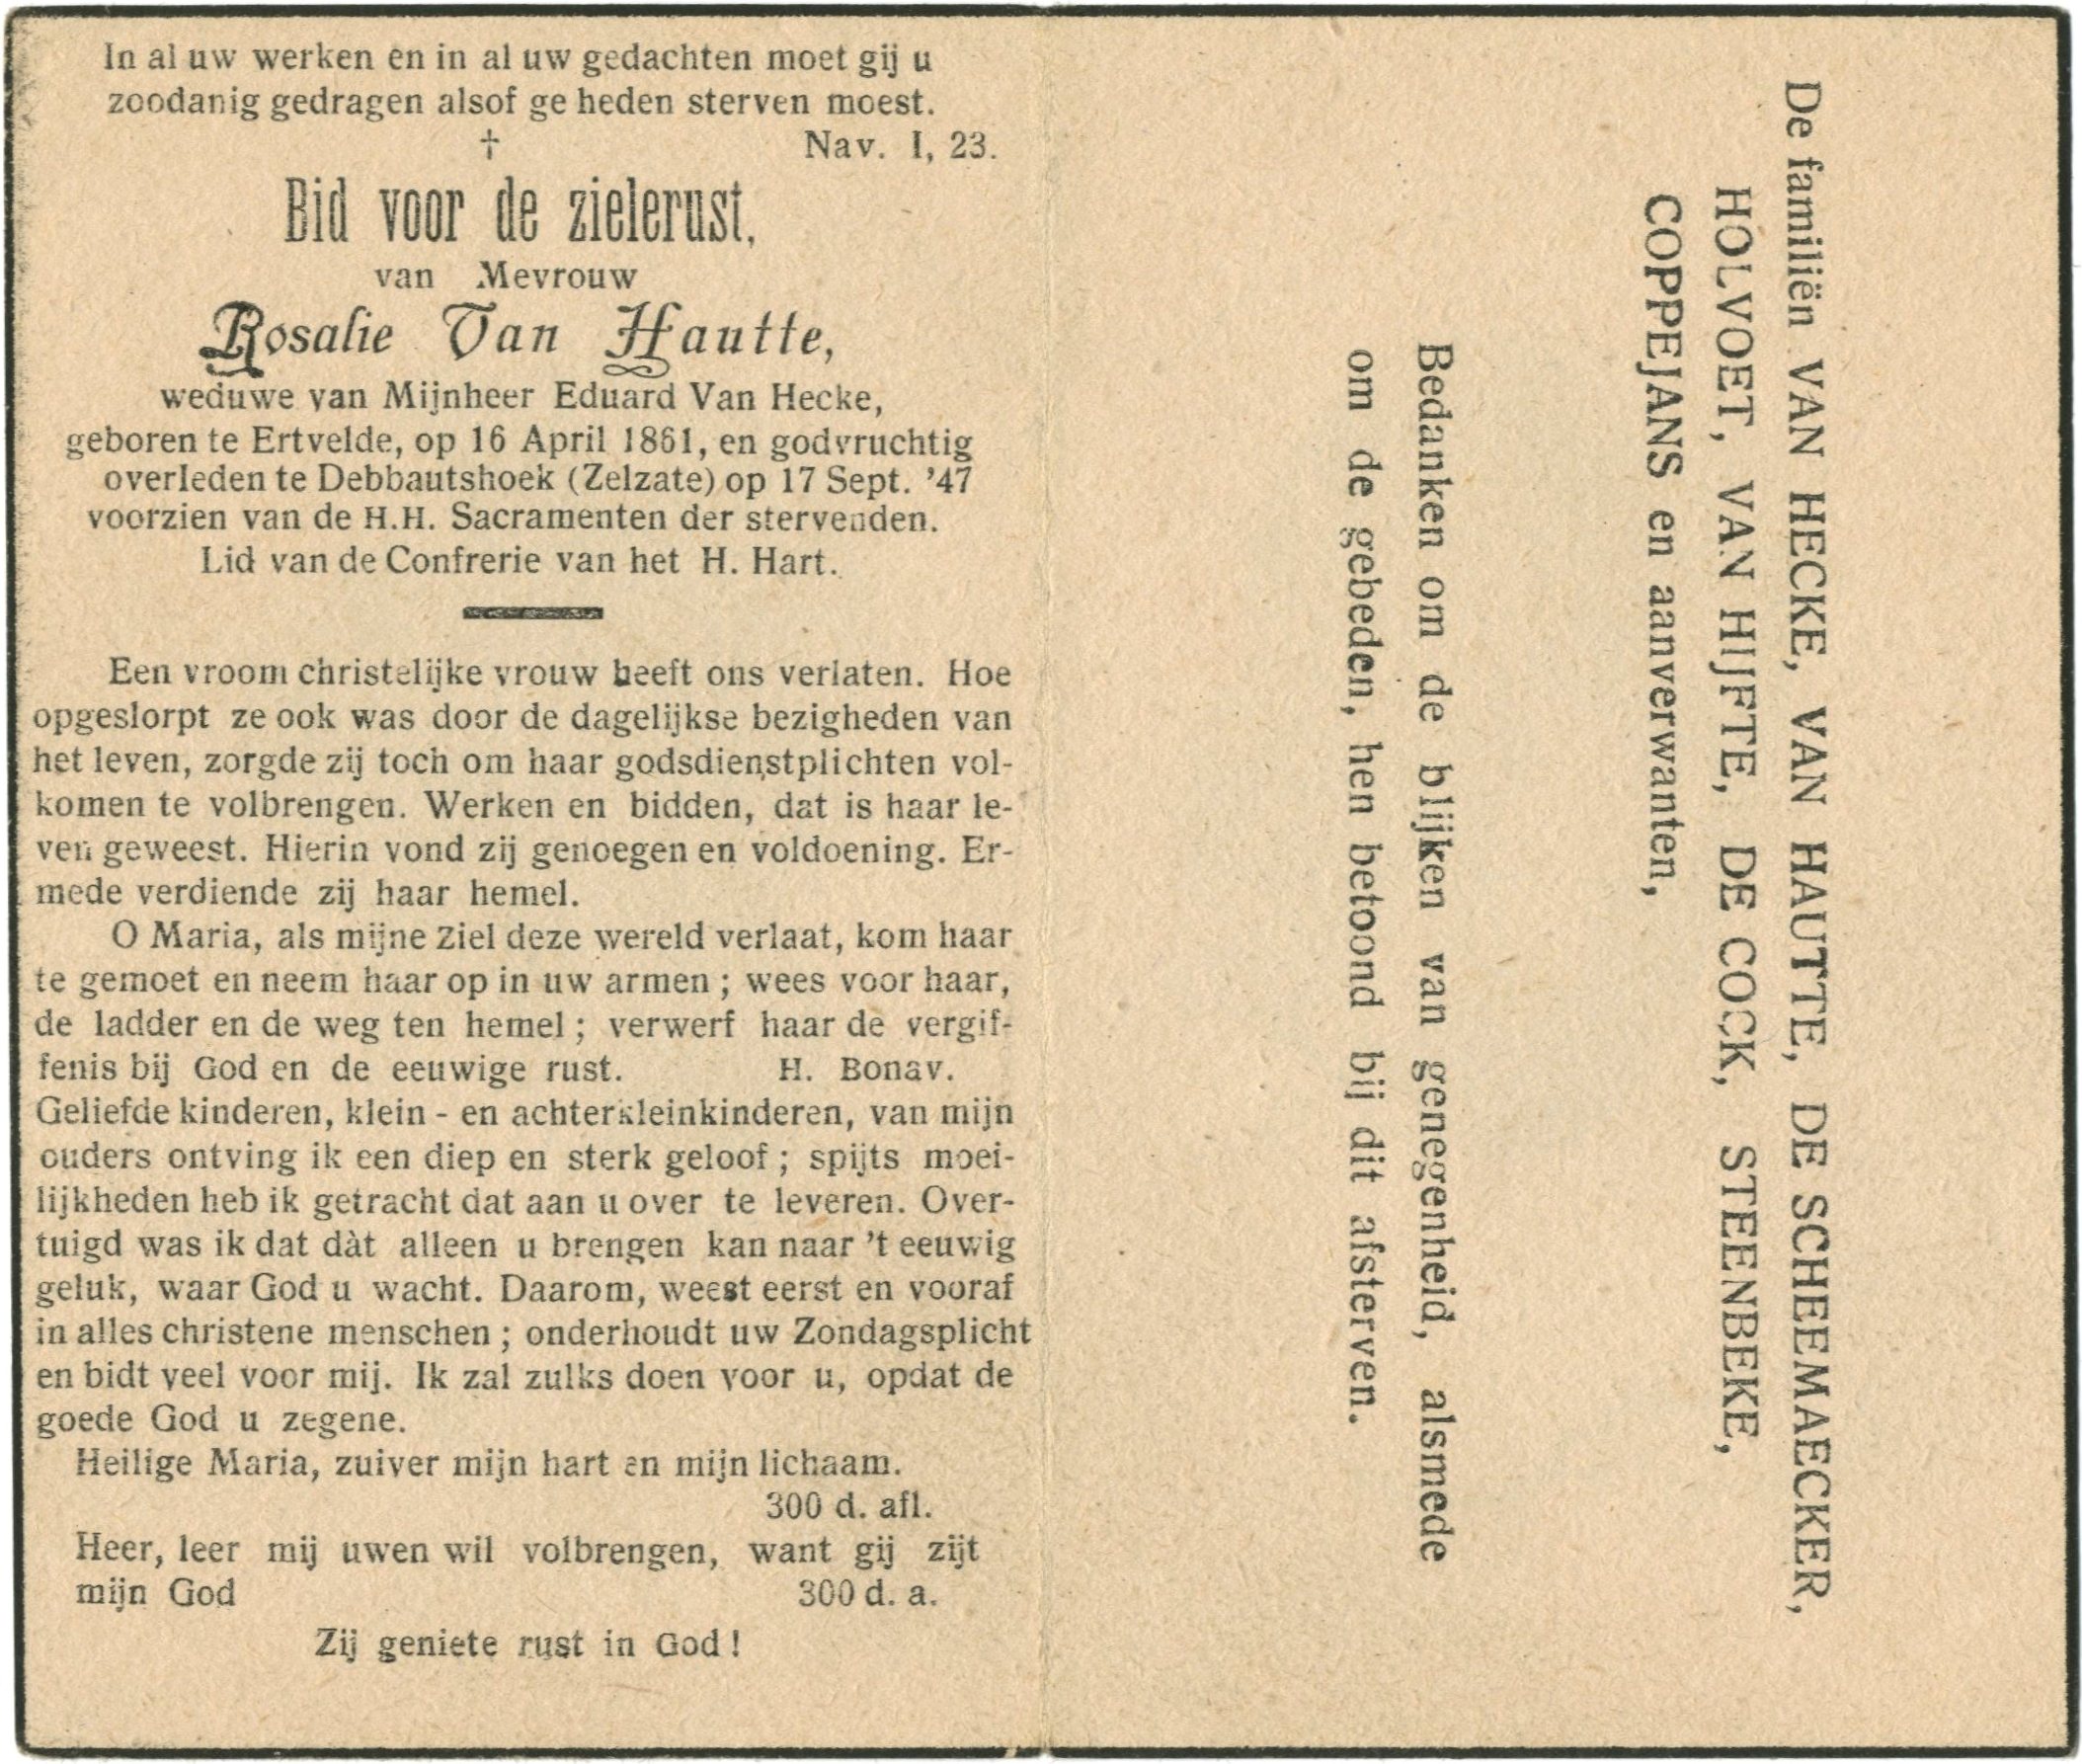 In al uw werken en in al uw gedachten moet gij u
zoodanig gedragen alsof ge heden sterven moest.
† Nav. I, 23.
Bid voor de zielerust,
van Mevrouw
Rosalie Van Hautte,
weduwe van Mijnheer Eduard Van Hecke,
geboren te Ertvelde, op 16 April 1861, en godvruchtig
overleden te Debbautshoek (Zelzate) op 17 Sept. '47
voorzien van de H.H. Sacramenten der stervenden.
Lid van de Confrerie van het H. Hart.
Een vroom christelijke vrouw heeft ons verlaten. Hoe
opgeslorpt ze ook was door de dagelijkse bezigheden van
het leven, zorgde zij toch om haar godsdienstplichten vol-
komen te volbrengen. Werken en bidden, dat is haar le-
ven geweest. Hierin vond zij genoegen en voldoening. Er-
mede verdiende zij haar hemel.
O Maria, als mijne ziel deze wereld verlaat, kom haar
te gemoet en neem haar op in uw armen ; wees voor haar,
de ladder en de weg ten hemel ; verwerf haar de vergif-
fenis bij God en de eeuwige rust. H. Bonav.
Geliefde kinderen, klein - en achterkleinkinderen, van mijn
ouders ontving ik een diep en sterk geloof ; spijts moei-
lijkheden heb ik getracht dat aan u over te leveren. Over-
tuigd was ik dat dàt alleen u brengen kan naar 't eeuwig
geluk, waar God u wacht. Daarom, weest eerst en vooraf
in alles christene menschen ; onderhoudt uw Zondagsplicht
en bidt veel voor mij. Ik zal zulks doen voor u, opdat de
goede God u zegene.
Heilige Maria, zuiver mijn hart en mijn lichaam.
300 d. afl.
Heer, leer mij uwen wil volbrengen, want gij zijt
mijn God 300 d. a.
Zij geniete rust in God !
De familiën VAN HECKE, VAN HAUTTE, DE SCHEEMAECKER,
HOLVOET, VAN HIJFTE, DE COCK, STEENBEKE,
COPPEJANS en aanverwanten,
Bedanken om de blijken van genegenheid, alsmede
om de gebeden, hen betoond bij dit afsterven.